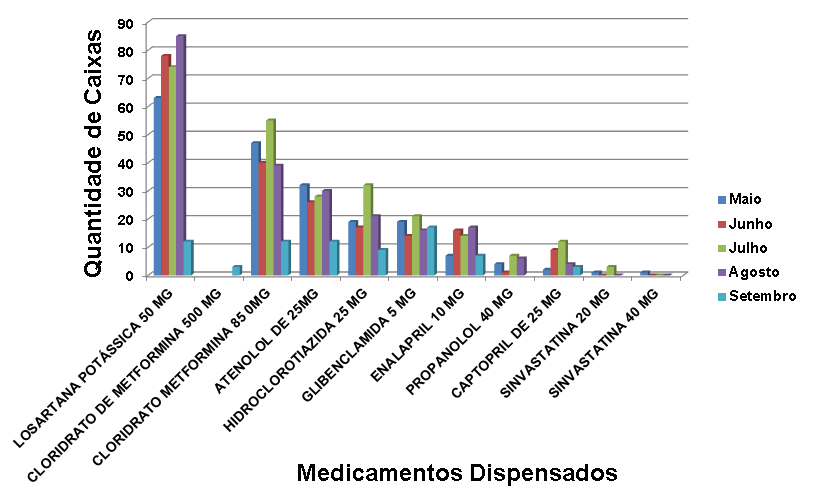 Quantidade de Caixas
90
80
70
60
50
40
30
20
10
0
LOSARTANA POTÁSSICA 50 MG
CLORIDRATO DE METFORMINA 500 MG
CLORIDRATO METFORMINA 85 0MG
ATENOLOL DE 25MG
HIDROCLOROTIAZIDA 25 MG
GLIBENCLAMIDA 5 MG
ENALAPRIL 10 MG
PROPANOLOL 40 MG
CAPTOPRIL DE 25 MG
SINVASTATINA 20 MG
SINVASTATINA 40 MG
Medicamentos Dispensados
Maio
Junho
Julho
Agosto
Setembro